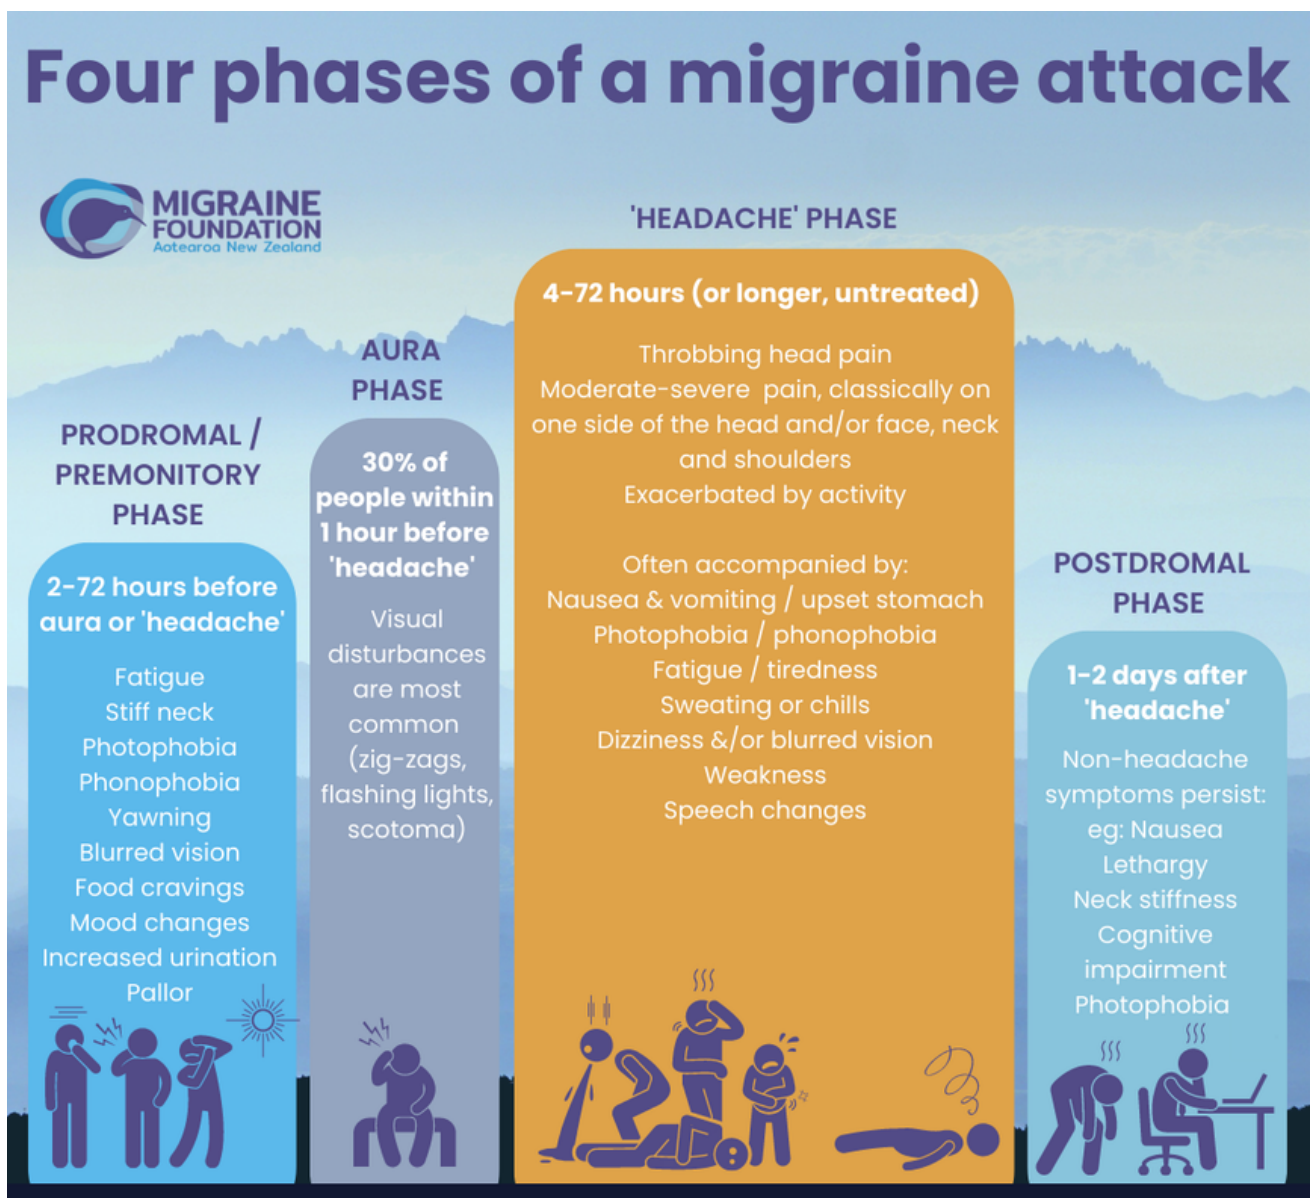 Four phases of a migraine attack
MIGRAINE
FOUNDATION
Aotearoa New Zealand
PRODROMAL /
PREMONITORY
PHASE
2-72 hours before
aura or 'headache'
Fatigue
Stiff neck
Photophobia
Phonophobia
Yawning
Blurred vision
Food cravings
Mood changes
Increased urination
Pallor
AURA
PHASE
30% of
people within
1 hour before
'headache'
Visual
disturbances
are most
common
(zig-zags,
flashing lights,
scotoma)
'HEADACHE' PHASE
4-72 hours (or longer, untreated)
Throbbing head pain
Moderate-severe pain, classically on
one side of the head and/or face, neck
and shoulders
Exacerbated by activity
Often accompanied by:
Nausea & vomiting / upset stomach
Photophobia / phonophobia
Fatigue / tiredness
Sweating or chills
Dizziness &/or blurred vision
Weakness
Speech changes
POSTDROMAL
PHASE
1-2 days after
'headache'
Non-headache
symptoms persist:
eg: Nausea
Lethargy
Neck stiffness
Cognitive
impairment
Photophobia